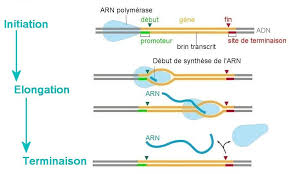 ARN polymérase
début gène fin
Initiation
ADN
promoteur brin transcrit site de terminaison
Début de synthèse de l'ARN
Elongation
ARN
ARN
Terminaison